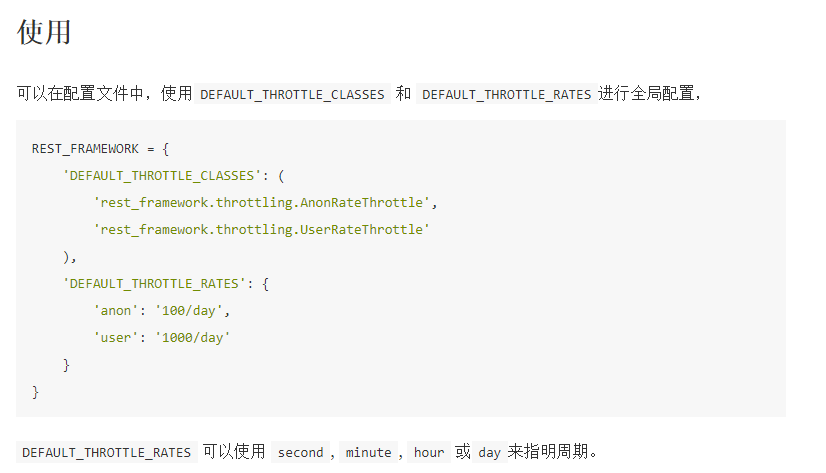 使用
可以在配置文件中，使用 DEFAULT_THROTTLE_CLASSES 和 DEFAULT_THROTTLE_RATES 进行全局配置，
REST_FRAMEWORK = {
    'DEFAULT_THROTTLE_CLASSES': (
        'rest_framework.throttling.AnonRateThrottle',
        'rest_framework.throttling.UserRateThrottle'
    ),
    'DEFAULT_THROTTLE_RATES': {
        'anon': '100/day',
        'user': '1000/day'
    }
}
DEFAULT_THROTTLE_RATES 可以使用 second , minute , hour 或 day 来指明周期。